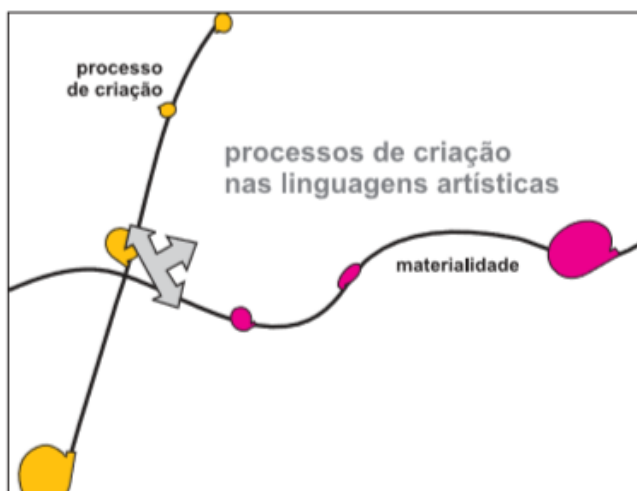 processo
de criação
processos de criação
nas linguagens artísticas
materialidade